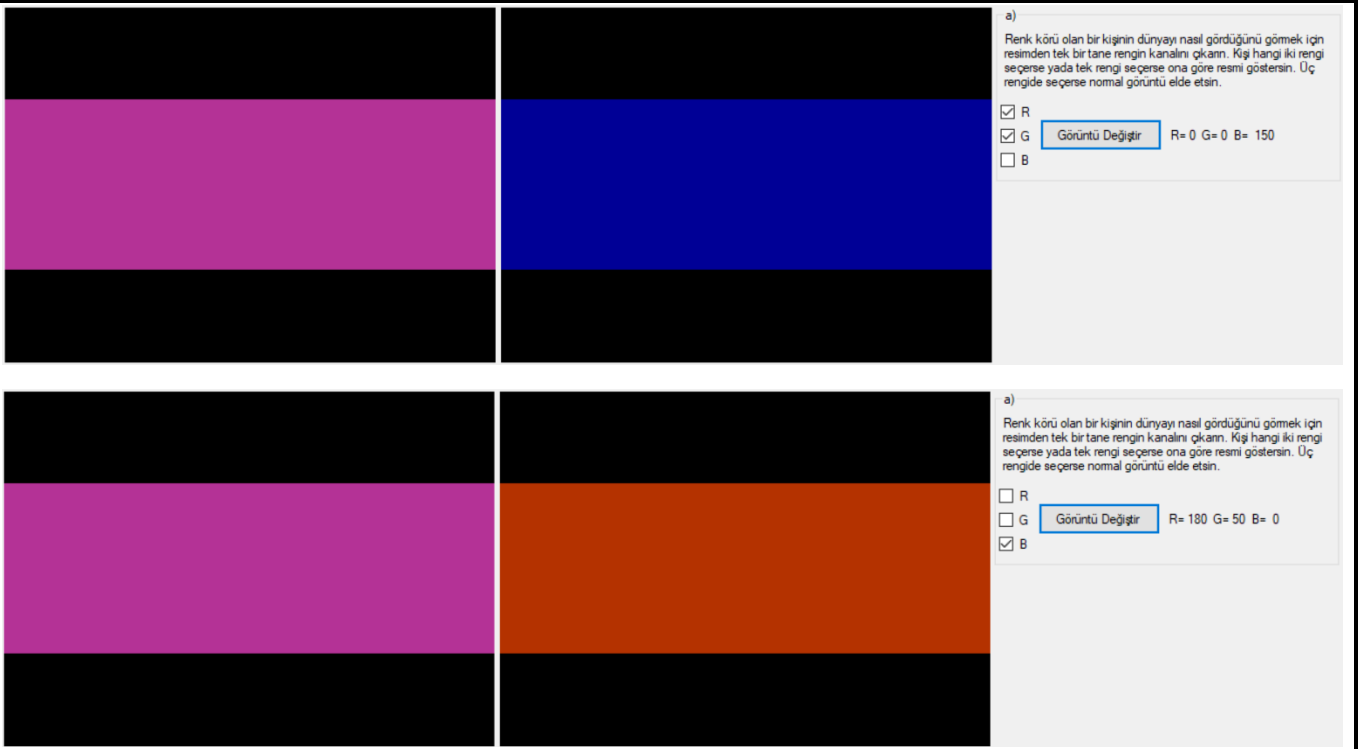 a)
Renk körü olan bir kişinin dünyayı nasıl gördüğünü görmek için
resimden tek bir tane rengin kanalını çıkarın. Kişi hangi iki rengi
seçerse yada tek rengi seçerse ona göre resmi göstersin. Üç
rengide seçerse normal görüntü elde etsin.
R
G Görüntü Değiştir R= 0 G= 0 B= 150
B
a)
Renk körü olan bir kişinin dünyayı nasıl gördüğünü görmek için
resimden tek bir tane rengin kanalını çıkarın. Kişi hangi iki rengi
seçerse yada tek rengi seçerse ona göre resmi göstersin. Üç
rengide seçerse normal görüntü elde etsin.
R
G Görüntü Değiştir R= 180 G= 50 B= 0
B